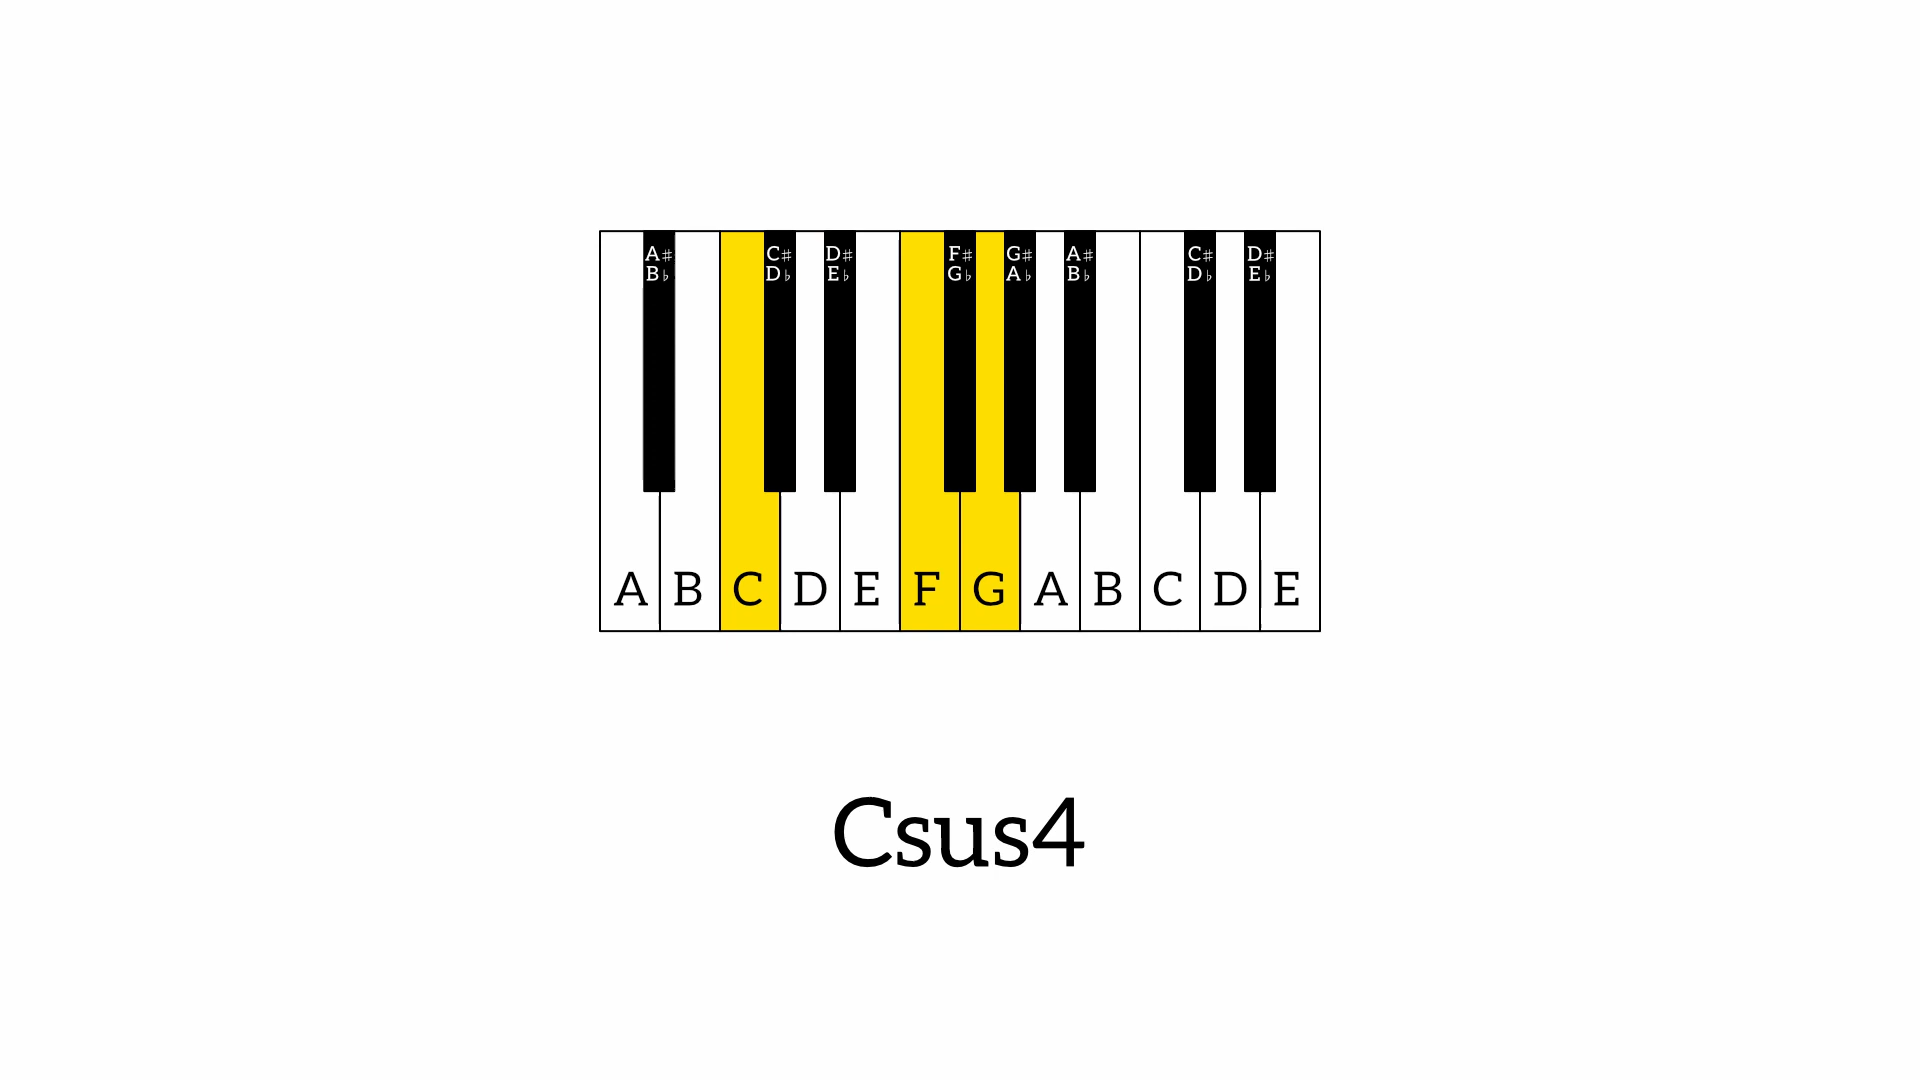 A♯ C♯ D♯ F♯ G♯ A♯ C♯ D♯
B♭ D♭ E♭ G♭ A♭ B♭ D♭ E♭
A B C D E F G A B C D E
Csus4